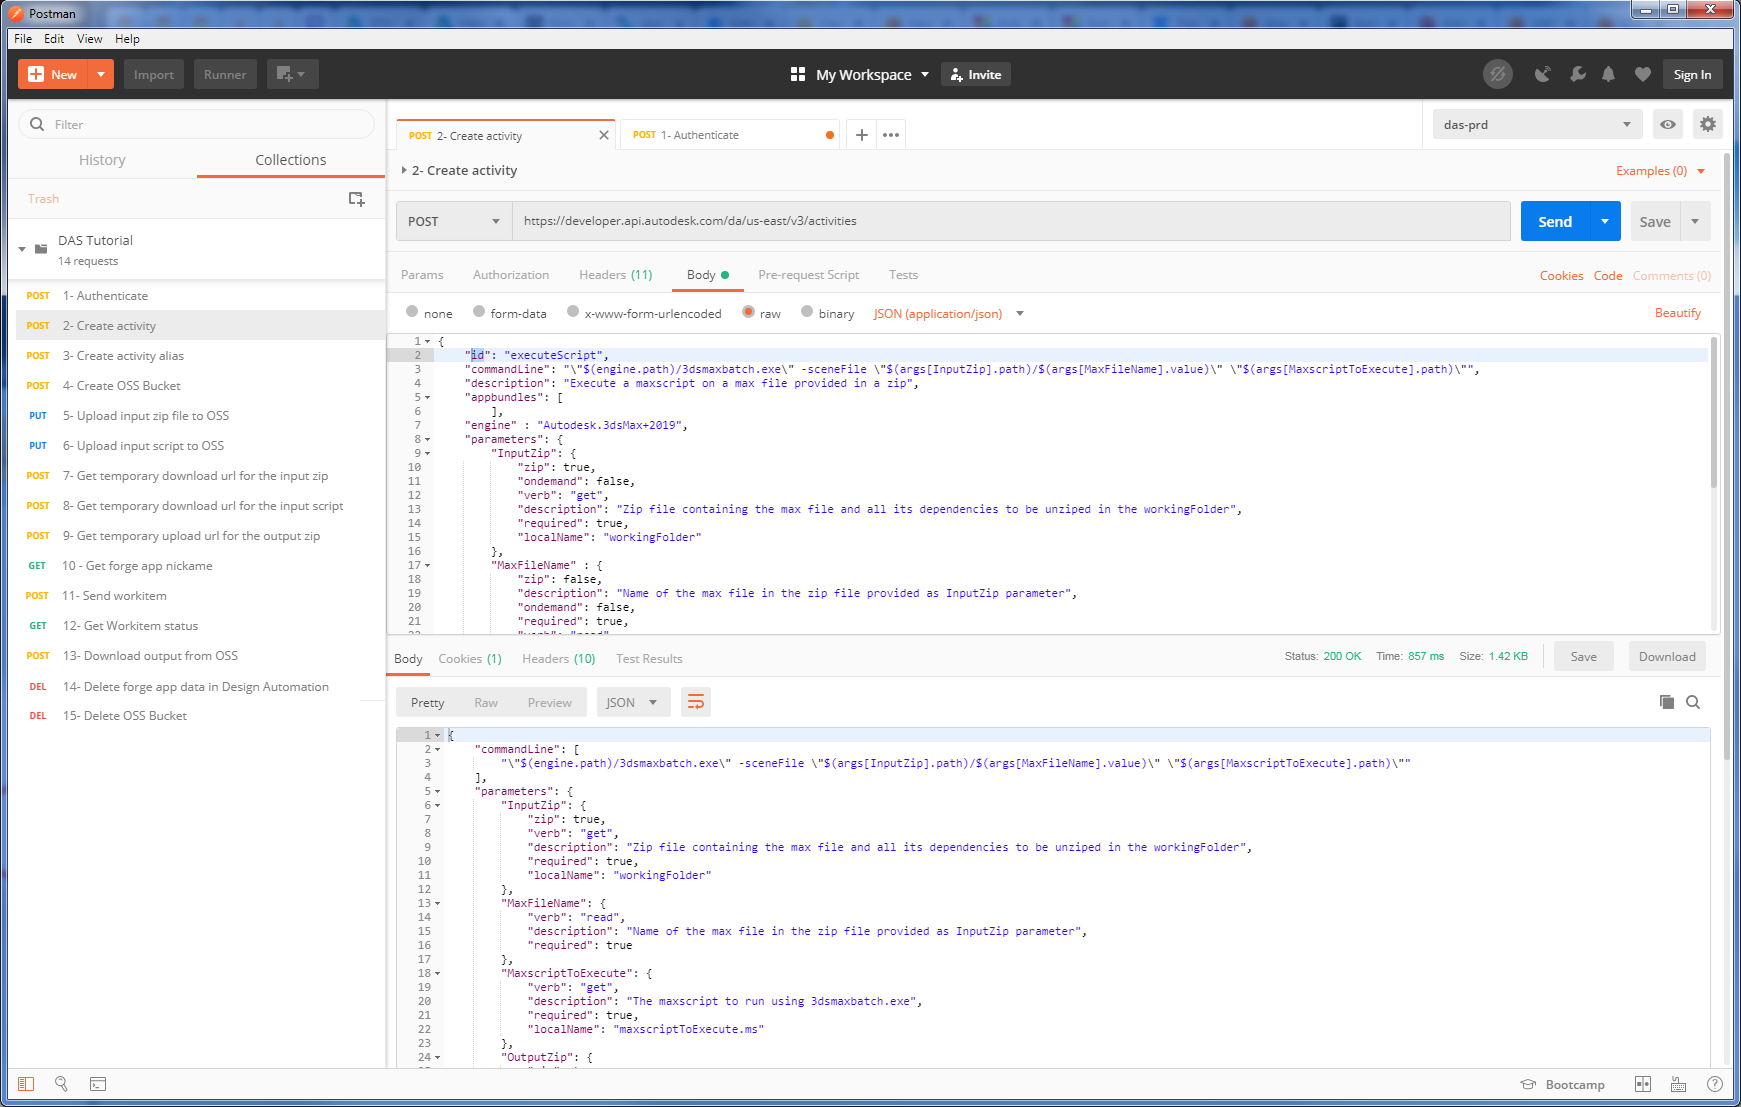 Postman
File Edit View Help
New Import Runner My Workspace Invite Sign In
Filter
History Collections
Trash
DAS Tutorial
14 requests
POST 1- Authenticate
POST 2- Create activity
POST 3- Create activity alias
POST 4- Create OSS Bucket
PUT 5- Upload input zip file to OSS
PUT 6- Upload input script to OSS
POST 7- Get temporary download url for the input zip
POST 8- Get temporary download url for the input script
POST 9- Get temporary upload url for the output zip
GET 10 - Get forge app nickame
POST 11- Send workitem
GET 12- Get Workitem status
POST 13- Download output from OSS
DEL 14- Delete forge app data in Design Automation
DEL 15- Delete OSS Bucket
POST 2- Create activity POST 1- Authenticate das-prd
2- Create activity Examples (0)
POST https://developer.api.autodesk.com/da/us-east/v3/activities Send Save
Params Authorization Headers (11) Body Pre-request Script Tests Cookies Code Comments (0)
none form-data x-www-form-urlencoded raw binary JSON (application/json) Beautify
1 {
2 "id": "executeScript",
3 "commandLine": "\"$(engine.path)/3dsmaxbatch.exe\" -sceneFile \"$(args[InputZip].path)/$(args[MaxFileName].value)\" \"$(args[MaxscriptToExecute].path)\"",
4 "description": "Execute a maxscript on a max file provided in a zip",
5 "appbundles": [
6 ],
7 "engine" : "Autodesk.3dsMax+2019",
8 "parameters": {
9 "InputZip": {
10 "zip": true,
11 "ondemand": false,
12 "verb": "get",
13 "description": "Zip file containing the max file and all its dependencies to be unziped in the workingFolder",
14 "required": true,
15 "localName": "workingFolder"
16 },
17 "MaxFileName" : {
18 "zip": false,
19 "description": "Name of the max file in the zip file provided as InputZip parameter",
20 "ondemand": false,
21 "required": true,
22 "verb": "read"
Body Cookies (1) Headers (10) Test Results Status: 200 OK Time: 857 ms Size: 1.42 KB Save Download
Pretty Raw Preview JSON
1 {
2 "commandLine": [
3 "\"$(engine.path)/3dsmaxbatch.exe\" -sceneFile \"$(args[InputZip].path)/$(args[MaxFileName].value)\" \"$(args[MaxscriptToExecute].path)\""
4 ],
5 "parameters": {
6 "InputZip": {
7 "zip": true,
8 "verb": "get",
9 "description": "Zip file containing the max file and all its dependencies to be unziped in the workingFolder",
10 "required": true,
11 "localName": "workingFolder"
12 },
13 "MaxFileName": {
14 "verb": "read",
15 "description": "Name of the max file in the zip file provided as InputZip parameter",
16 "required": true
17 },
18 "MaxscriptToExecute": {
19 "verb": "get",
20 "description": "The maxscript to run using 3dsmaxbatch.exe",
21 "required": true,
22 "localName": "maxscriptToExecute.ms"
23 },
24 "OutputZip": {
Bootcamp